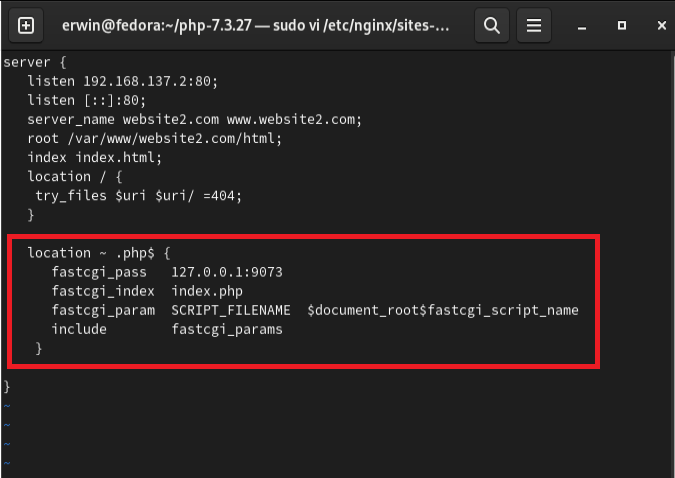 erwin@fedora:~/php-7.3.27 — sudo vi /etc/nginx/sites-...
server {
   listen 192.168.137.2:80;
   listen [::]:80;
   server_name website2.com www.website2.com;
   root /var/www/website2.com/html;
   index index.html;
   location / {
    try_files $uri $uri/ =404;
   }
   location ~ .php$ {
      fastcgi_pass   127.0.0.1:9073
      fastcgi_index  index.php
      fastcgi_param  SCRIPT_FILENAME  $document_root$fastcgi_script_name
      include        fastcgi_params
    }
}
~
~
~
~